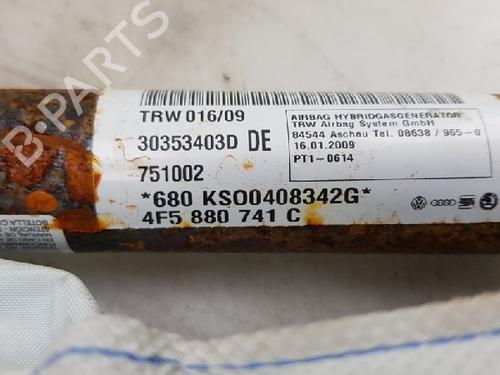 TRW 016/09
30353403D DE
751002
*680 KSO0408342G*
4F5 880 741 C
AIRBAG HYBRIDGASGENERATOR
TRW Airbag System GmbH
84544 Aschau Tel. 08638 / 965-0
16.01.2009
PT1-0614